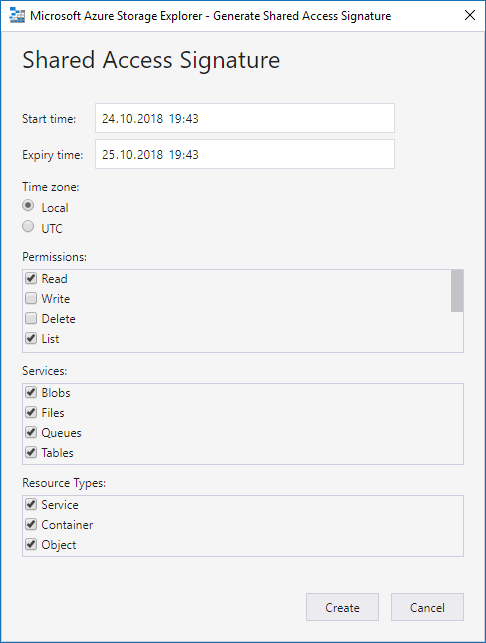 Microsoft Azure Storage Explorer - Generate Shared Access Signature
Shared Access Signature
Start time: 24.10.2018 19:43
Expiry time: 25.10.2018 19:43
Time zone:
Local
UTC
Permissions:
Read
Write
Delete
List
Services:
Blobs
Files
Queues
Tables
Resource Types:
Service
Container
Object
Create Cancel